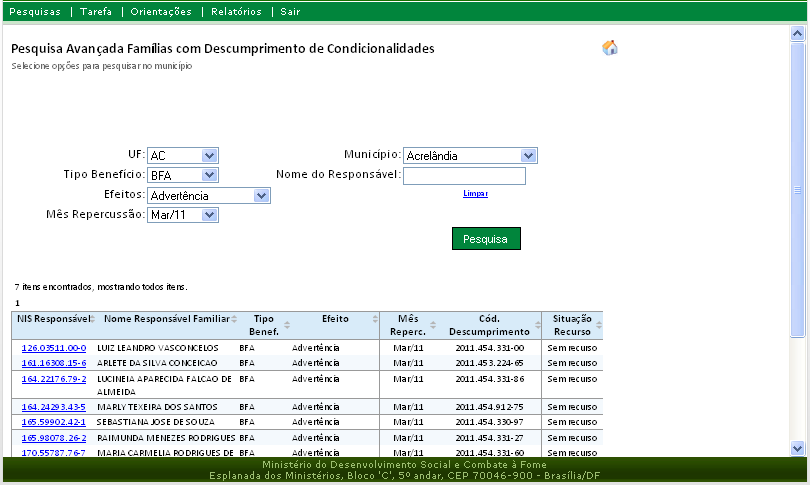 Pesquisas | Tarefa | Orientações | Relatórios | Sair
Pesquisa Avançada Famílias com Descumprimento de Condicionalidades
Selecione opções para pesquisar no município
UF: AC Município: Acrelândia
Tipo Benefício: BFA Nome do Responsável:
Efeitos: Advertência Limpar
Mês Repercussão: Mar/11
Pesquisa
7 itens encontrados, mostrando todos itens.
1
NIS Responsável Nome Responsável Familiar Tipo Efeito Mês Cód. Situação
Benef. Reperc. Descumprimento Recurso
126.03511.00-0 LUIZ LEANDRO VASCONCELOS BFA Advertência Mar/11 2011.454.331-00 Sem recurso
161.16308.15-6 ARLETE DA SILVA CONCEICAO BFA Advertência Mar/11 2011.453.224-65 Sem recurso
164.22176.79-2 LUCINEIA APARECIDA FALCAO DE BFA Advertência Mar/11 2011.454.331-86 Sem recurso
ALMEIDA
164.24293.43-5 MARLY TEXEIRA DOS SANTOS BFA Advertência Mar/11 2011.454.912-75 Sem recurso
165.59902.42-1 SEBASTIANA JOSE DE SOUZA BFA Advertência Mar/11 2011.454.330-97 Sem recurso
165.98078.26-2 RAIMUNDA MENEZES RODRIGUES BFA Advertência Mar/11 2011.454.331-27 Sem recurso
170.55787.76-7 MARIA CARMELIA RODRIGUES DE BFA Advertência Mar/11 2011.454.331-60 Sem recurso
Ministério do Desenvolvimento Social e Combate à Fome
Esplanada dos Ministérios, Bloco 'C', 5º andar, CEP 70046-900 - Brasília/DF